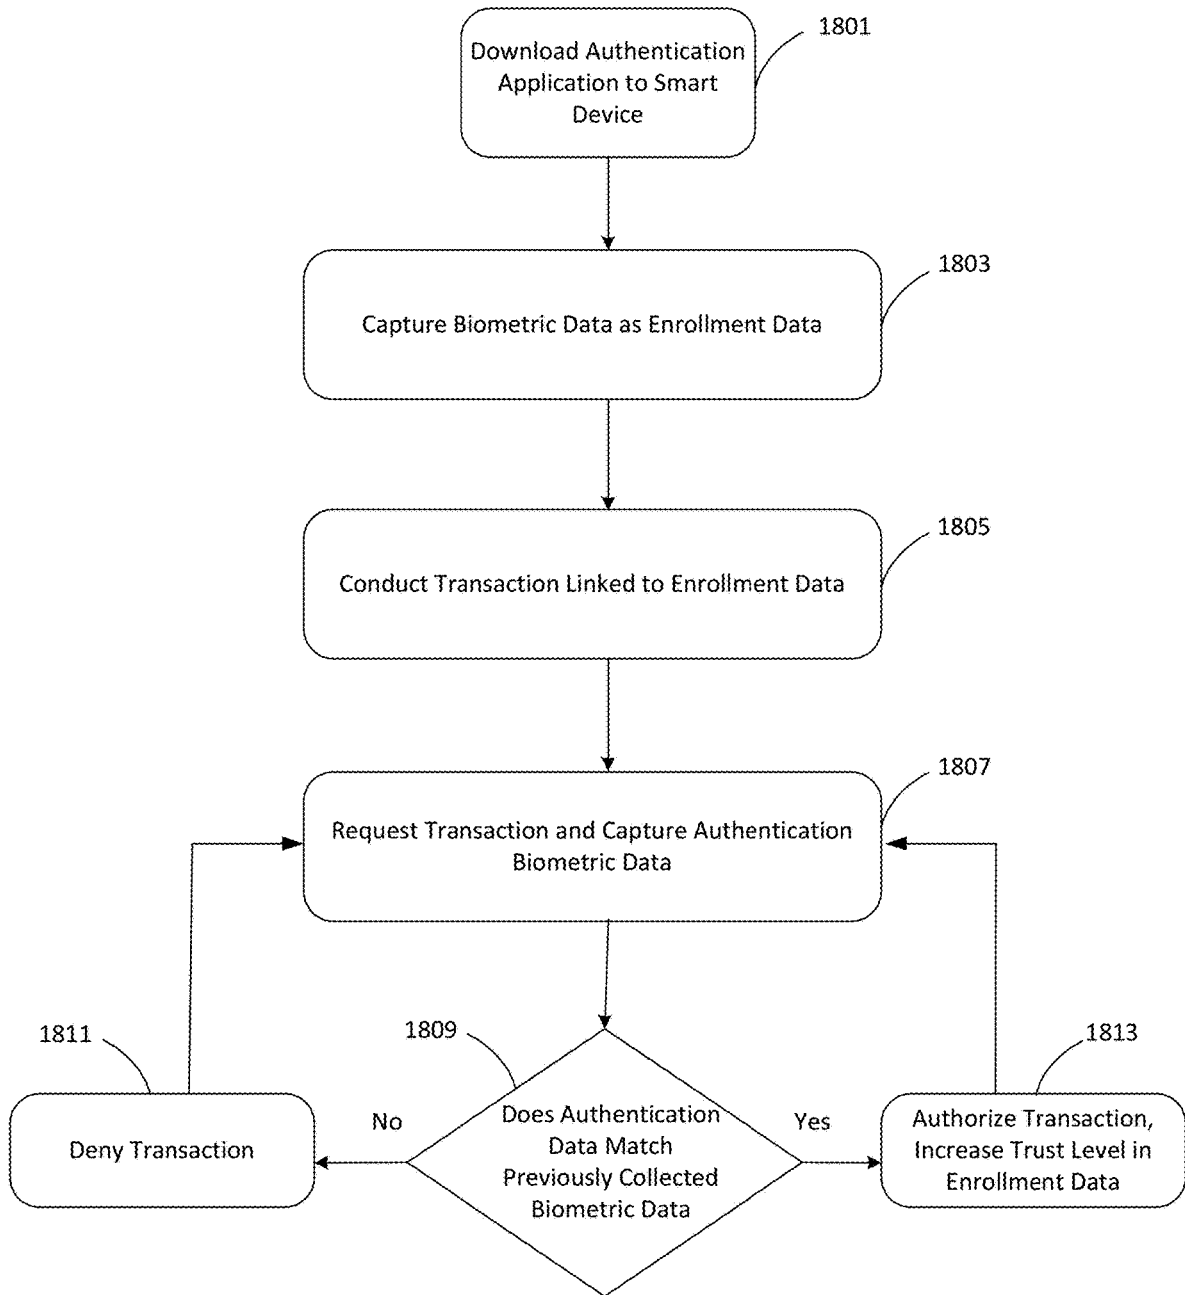 1801
Download Authentication
Application to Smart
Device
1803
Capture Biometric Data as Enrollment Data
1805
Conduct Transaction Linked to Enrollment Data
1807
Request Transaction and Capture Authentication
Biometric Data
1811
1809
1813
No
Yes
Deny Transaction
Does Authentication
Data Match
Previously Collected
Biometric Data
Authorize Transaction,
Increase Trust Level in
Enrollment Data